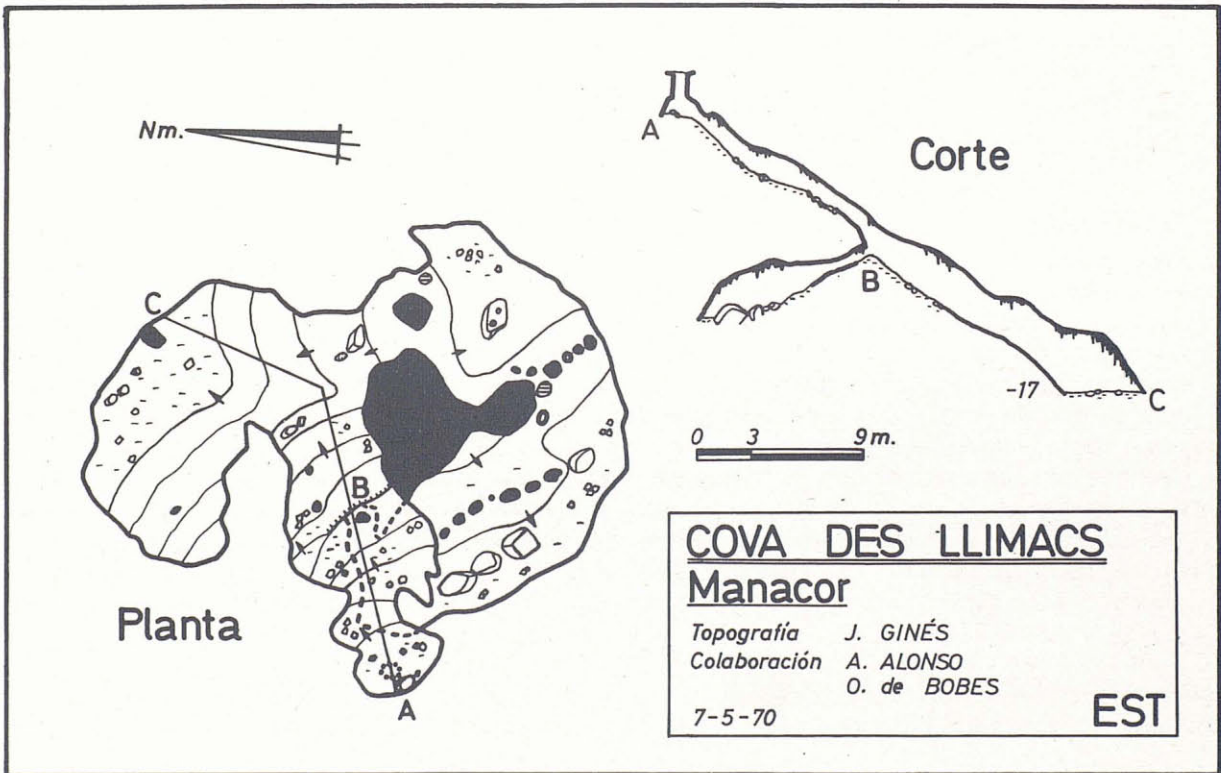 Nm.
A
Corte
B
-17
C
0 3 9 m.
C
B
Planta
A
COVA DES LLIMACS
Manacor
Topografía J. GINÉS
Colaboración A. ALONSO
O. de BOBES
7-5-70
EST